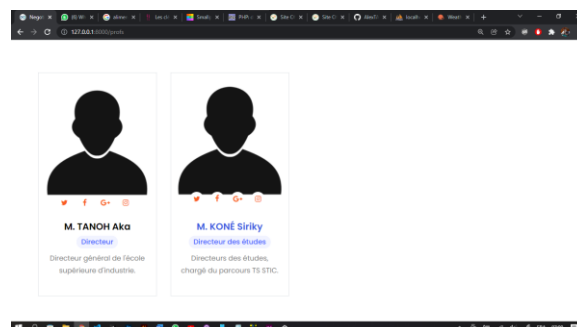 127.0.0.1:8000/profs
M. TANOH Aka
Directeur
Directeur général de l'école
supérieure d'industrie.
M. KONÉ Siriky
Directeur des études
Directeurs des études,
chargé du parcours TS STIC.